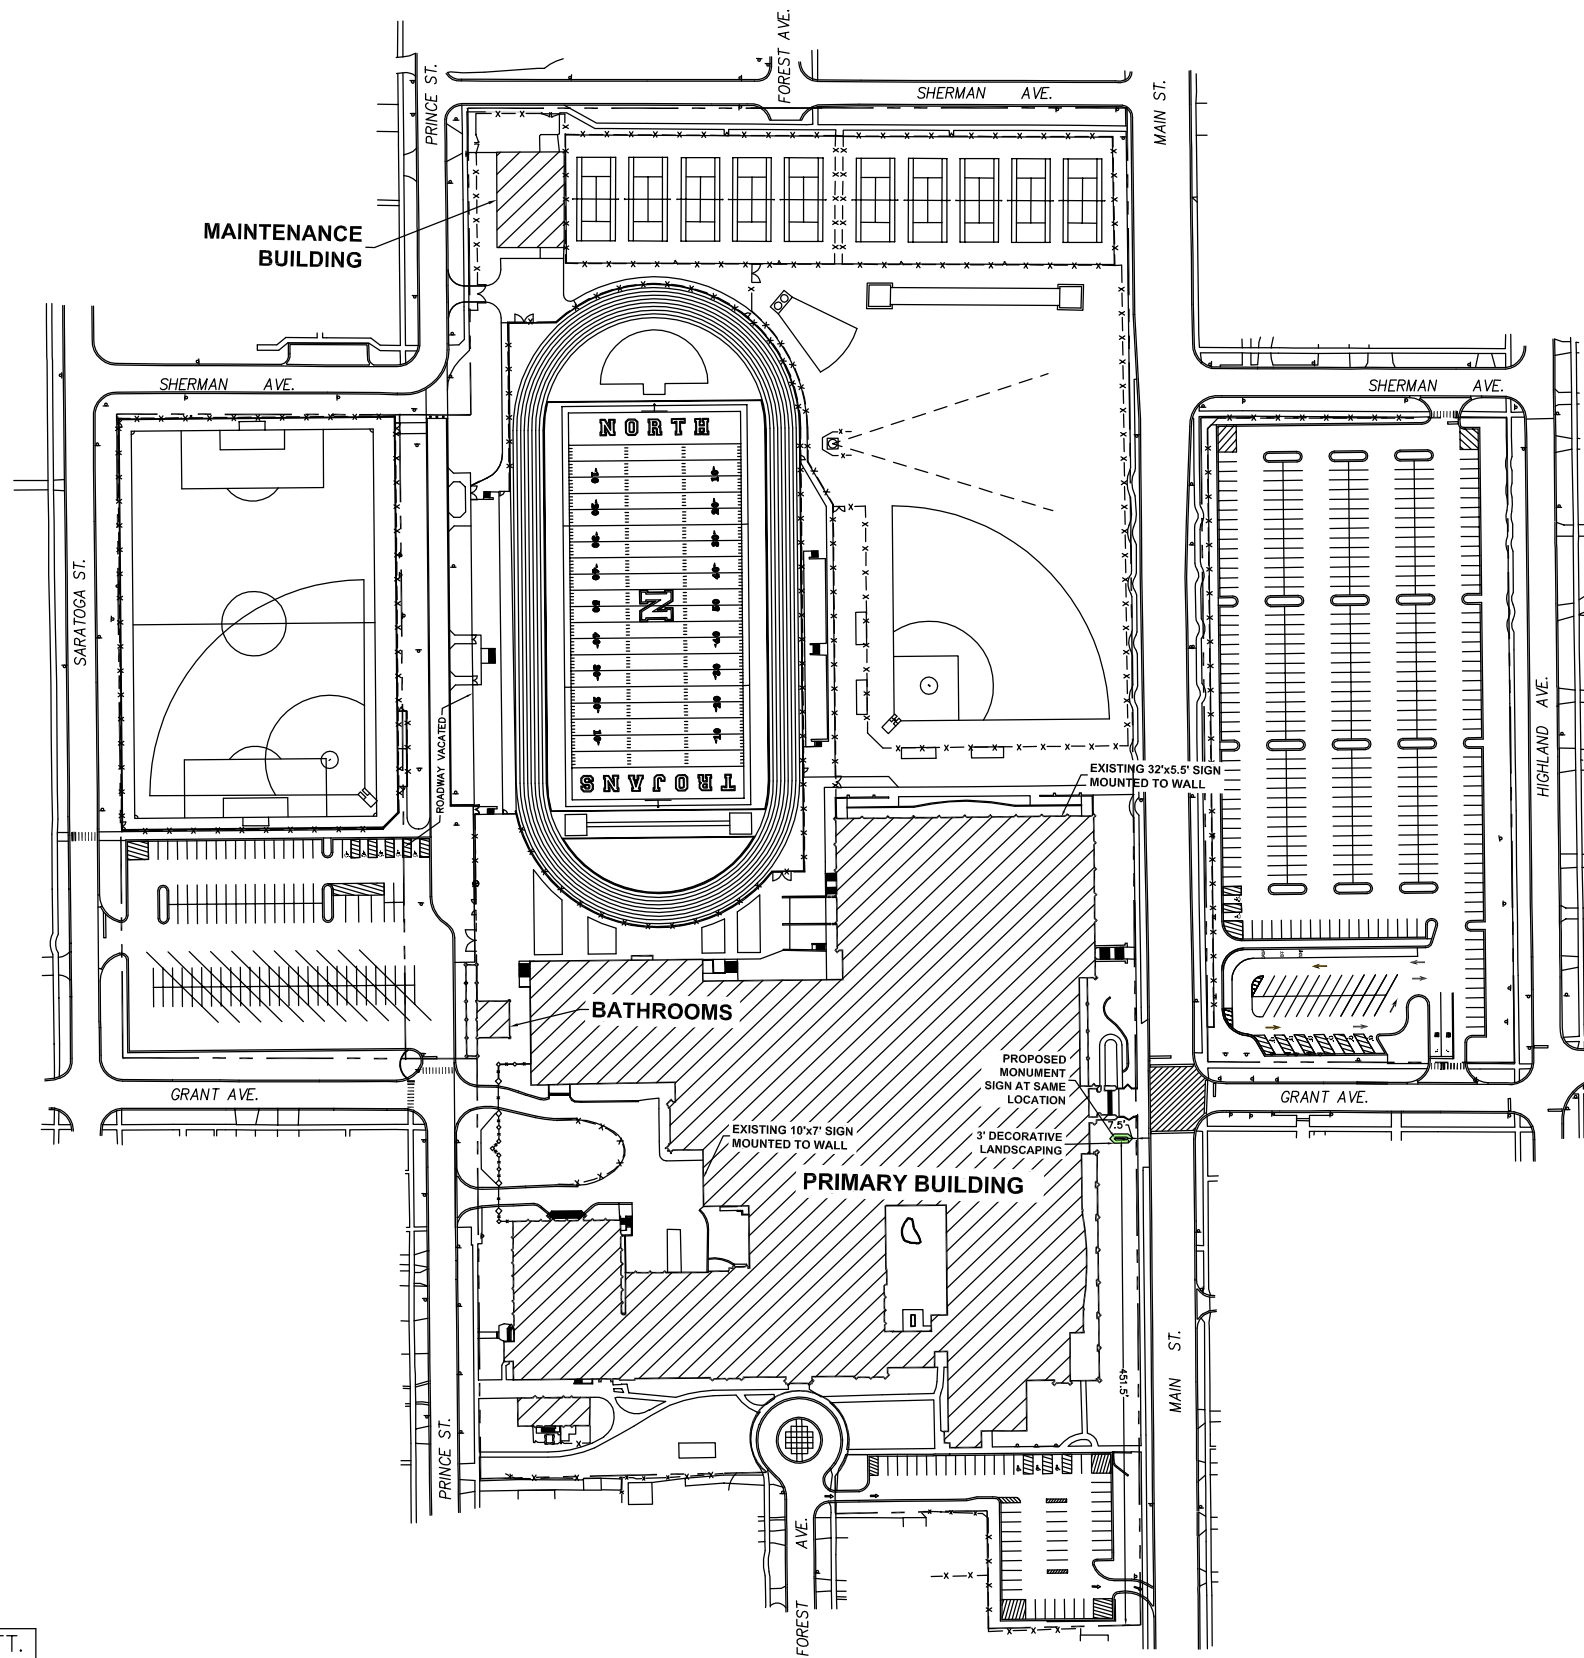 FOREST AVE.
SHERMAN AVE.
PRINCE ST.
MAIN ST.
MAINTENANCE
BUILDING
SHERMAN AVE.
SHERMAN AVE.
NORTH
SARATOGA ST.
N
ROADWAY VACATED
HIGHLAND AVE.
TROJANS
EXISTING 32'x5.5' SIGN
MOUNTED TO WALL
BATHROOMS
PROPOSED
MONUMENT
SIGN AT SAME
LOCATION
GRANT AVE.
GRANT AVE.
7.5'
EXISTING 10'x7' SIGN
MOUNTED TO WALL
3' DECORATIVE
LANDSCAPING
PRIMARY BUILDING
451.5'
MAIN ST.
PRINCE ST.
FOREST AVE.
FT.